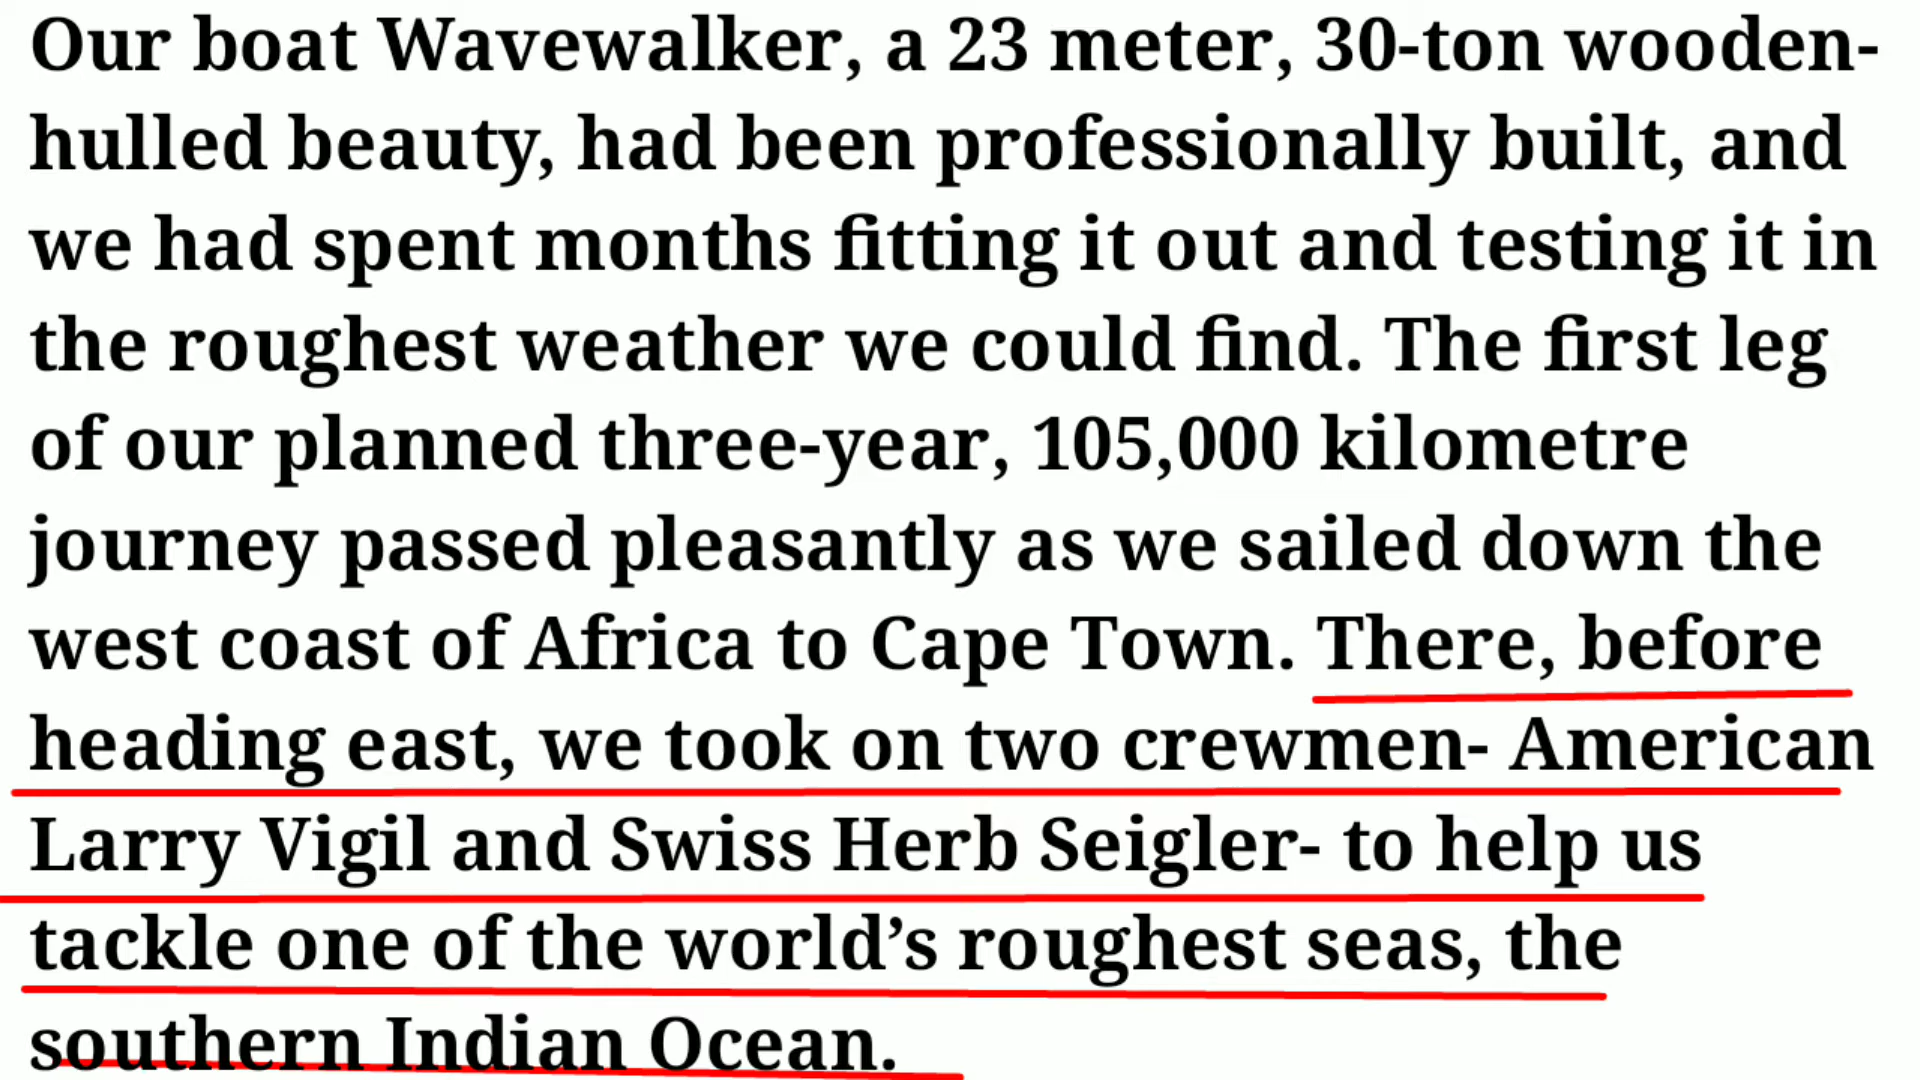 Our boat Wavewalker, a 23 meter, 30-ton wooden-
hulled beauty, had been professionally built, and
we had spent months fitting it out and testing it in
the roughest weather we could find. The first leg
of our planned three-year, 105,000 kilometre
journey passed pleasantly as we sailed down the
west coast of Africa to Cape Town. There, before
heading east, we took on two crewmen- American
Larry Vigil and Swiss Herb Seigler- to help us
tackle one of the world’s roughest seas, the
southern Indian Ocean.